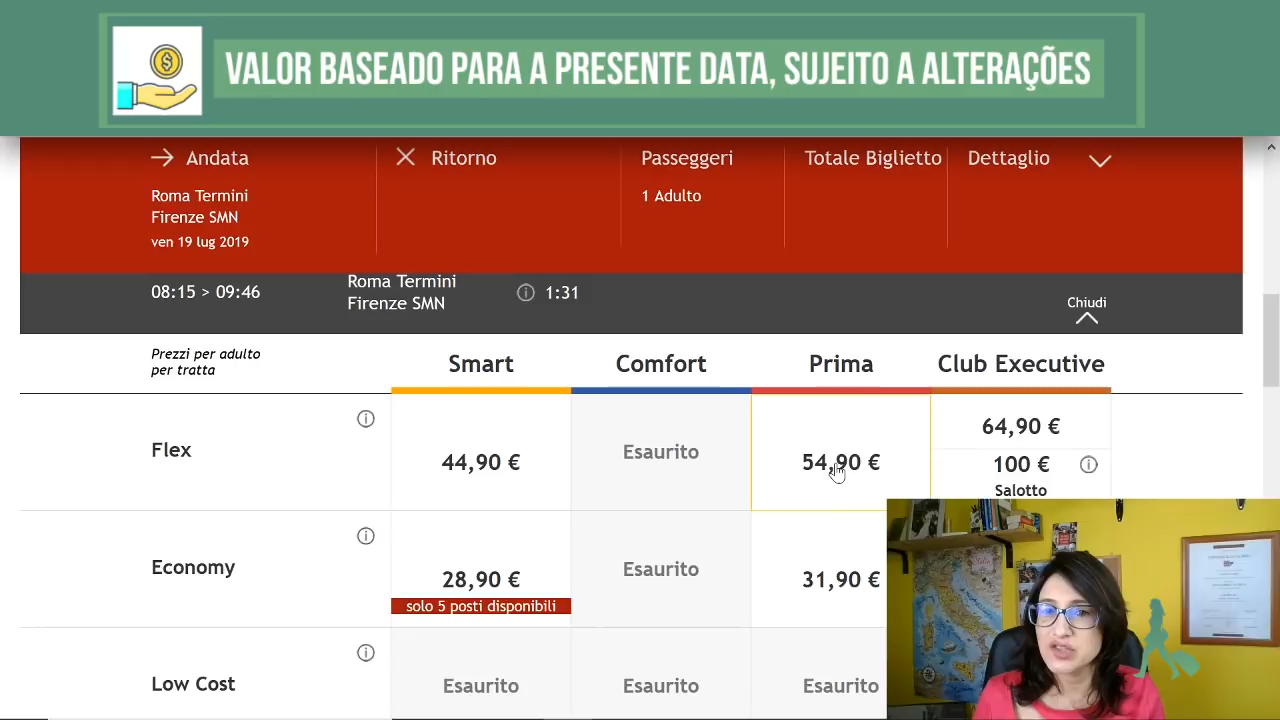 VALOR BASEADO PARA A PRESENTE DATA, SUJEITO A ALTERAÇÕES
Andata
Ritorno
Passeggeri
Totale Biglietto
Dettaglio
Roma Termini
Firenze SMN
ven 19 lug 2019
1 Adulto
08:15 > 09:46
Roma Termini
Firenze SMN
1:31
Chiudi
Prezzi per adulto
per tratta
Smart
Comfort
Prima
Club Executive
Flex
44,90 €
Esaurito
54,90 €
64,90 €
100 €
Salotto
Economy
28,90 €
solo 5 posti disponibili
Esaurito
31,90 €
Low Cost
Esaurito
Esaurito
Esaurito